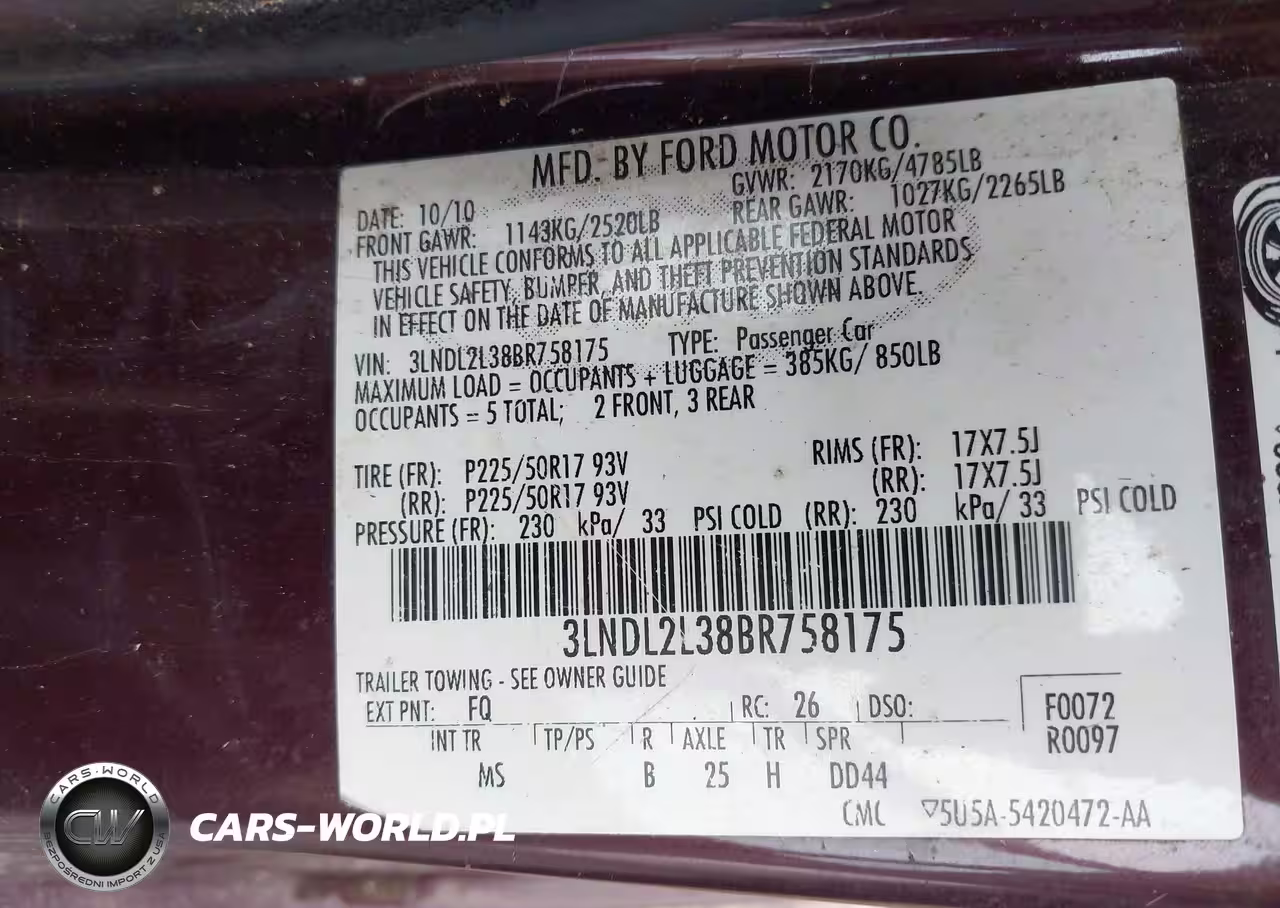 MFD. BY FORD MOTOR CO.
DATE: 10/10 GVWR: 2170KG/4785LB
FRONT GAWR: 1143KG/2520LB REAR GAWR: 1027KG/2265LB
THIS VEHICLE CONFORMS TO ALL APPLICABLE FEDERAL MOTOR
VEHICLE SAFETY, BUMPER, AND THEFT PREVENTION STANDARDS
IN EFFECT ON THE DATE OF MANUFACTURE SHOWN ABOVE.
VIN: 3LNDL2L38BR758175 TYPE: Passenger Car
MAXIMUM LOAD = OCCUPANTS + LUGGAGE = 385KG/ 850LB
OCCUPANTS = 5 TOTAL; 2 FRONT, 3 REAR
TIRE (FR): P225/50R17 93V RIMS (FR): 17X7.5J
(RR): P225/50R17 93V (RR): 17X7.5J
PRESSURE (FR): 230 kPa/ 33 PSI COLD (RR): 230 kPa/ 33 PSI COLD
3LNDL2L38BR758175
TRAILER TOWING - SEE OWNER GUIDE
EXT PNT: FQ RC: 26 DSO: F0072
INT TR TP/PS R AXLE TR SPR R0097
MS B 25 H DD44
CMC ▽5U5A-5420472-AA
CARS-WORLD
CW
BEZPOŚREDNI IMPORT Z USA
CARS-WORLD.PL